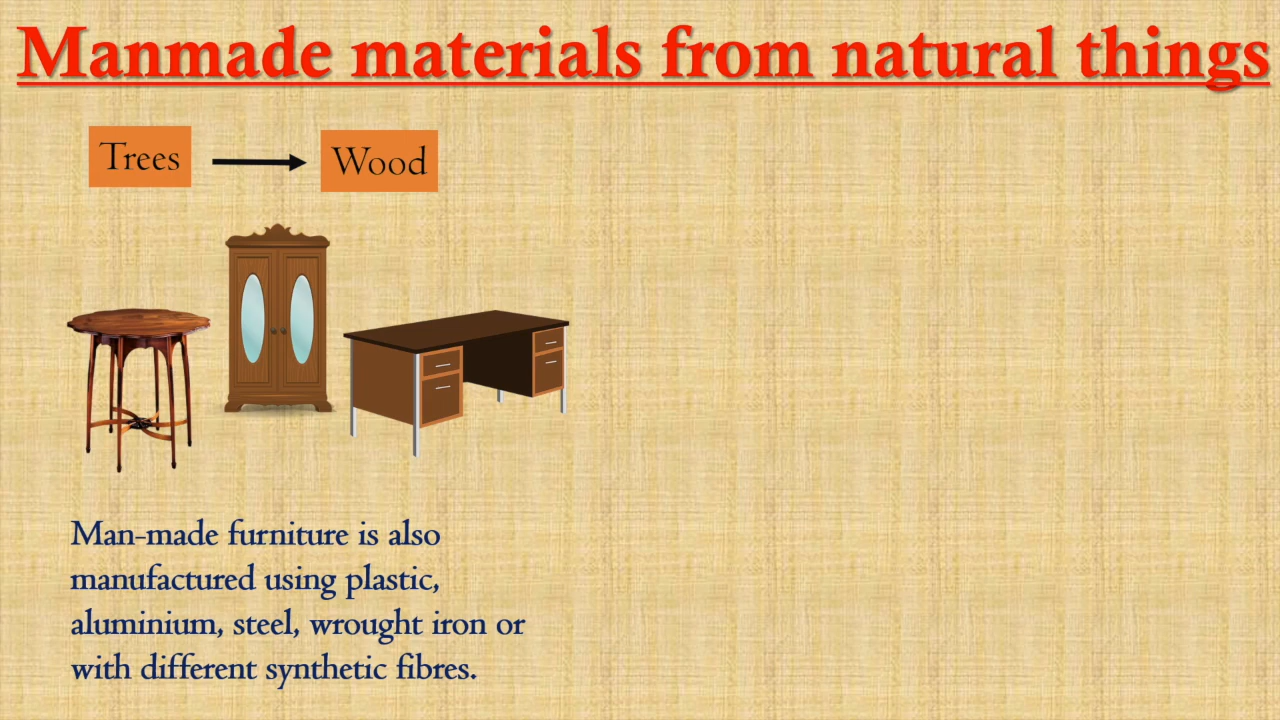 Manmade materials from natural things
Trees
Wood
Man-made furniture is also
manufactured using plastic,
aluminium, steel, wrought iron or
with different synthetic fibres.